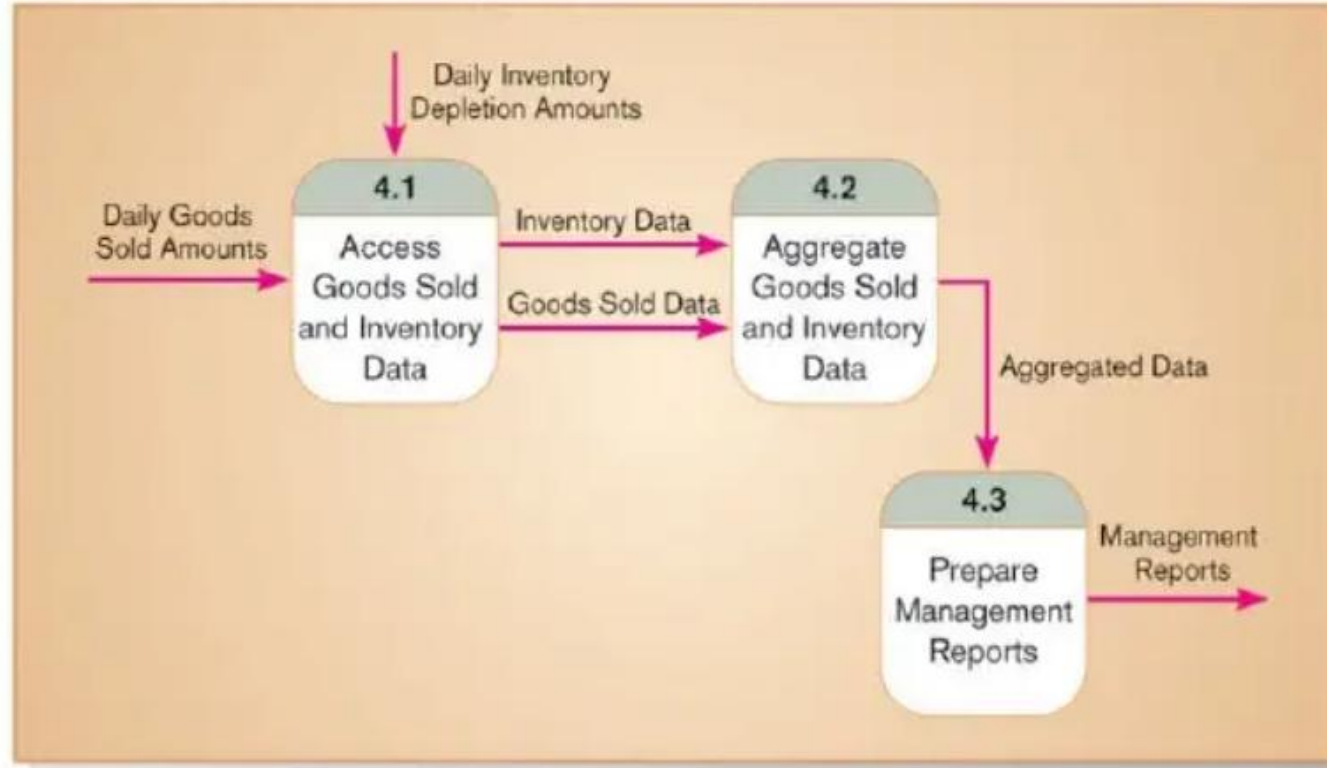 Daily Inventory
Depletion Amounts
4.1
4.2
Daily Goods
Sold Amounts
Access
Goods Sold
and Inventory
Data
Inventory Data
Goods Sold Data
Aggregate
Goods Sold
and Inventory
Data
Aggregated Data
4.3
Prepare
Management
Reports
Management
Reports